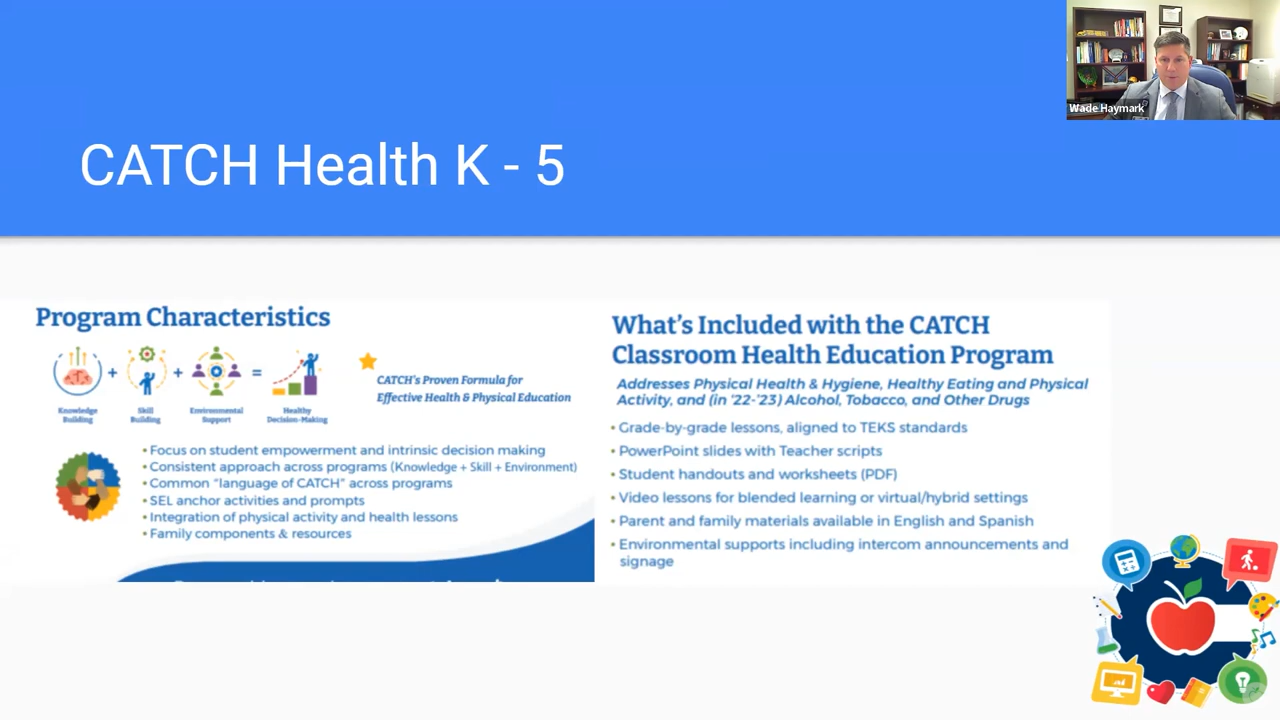 Wade Haymark
CATCH Health K - 5
Program Characteristics
Knowledge
Building
+
Skill
Building
+
Environmental
Support
=
Healthy
Decision-Making
CATCH's Proven Formula for
Effective Health & Physical Education
• Focus on student empowerment and intrinsic decision making
• Consistent approach across programs (Knowledge + Skill + Environment)
• Common "language of CATCH" across programs
• SEL anchor activities and prompts
• Integration of physical activity and health lessons
• Family components & resources
What's Included with the CATCH
Classroom Health Education Program
Addresses Physical Health & Hygiene, Healthy Eating and Physical
Activity, and (in '22-'23) Alcohol, Tobacco, and Other Drugs
• Grade-by-grade lessons, aligned to TEKS standards
• PowerPoint slides with Teacher scripts
• Student handouts and worksheets (PDF)
• Video lessons for blended learning or virtual/hybrid settings
• Parent and family materials available in English and Spanish
• Environmental supports including intercom announcements and
signage